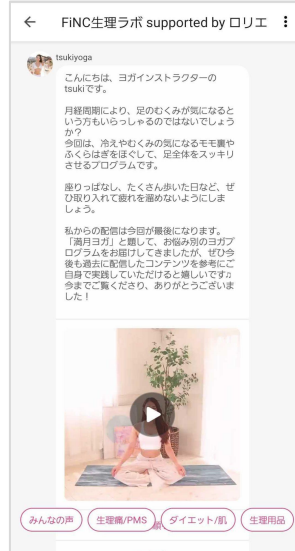 FiNC生理ラボ supported by ロリエ
tsukiyoga
こんにちは、ヨガインストラクターの
tsukiです。
月経周期により、足のむくみが気になると
いう方もいらっしゃるのではないでしょう
か？
今回は、冷えやむくみの気になるモモ裏や
ふくらはぎをほぐして、足全体をスッキリ
させるプログラムです。
座りっぱなし、たくさん歩いた日など、ぜ
ひ取り入れて疲れを溜めないようにしま
しょう。
私からの配信は今回が最後になります。
「満月ヨガ」と題して、お悩み別のヨガプ
ログラムをお届けしてきましたが、ぜひ今
後も過去に配信したコンテンツを参考にご
自身で実践していただけると嬉しいです♫
今までご覧くださり、ありがとうございま
した！
みんなの声
生理痛/PMS
ダイエット/肌
生理用品